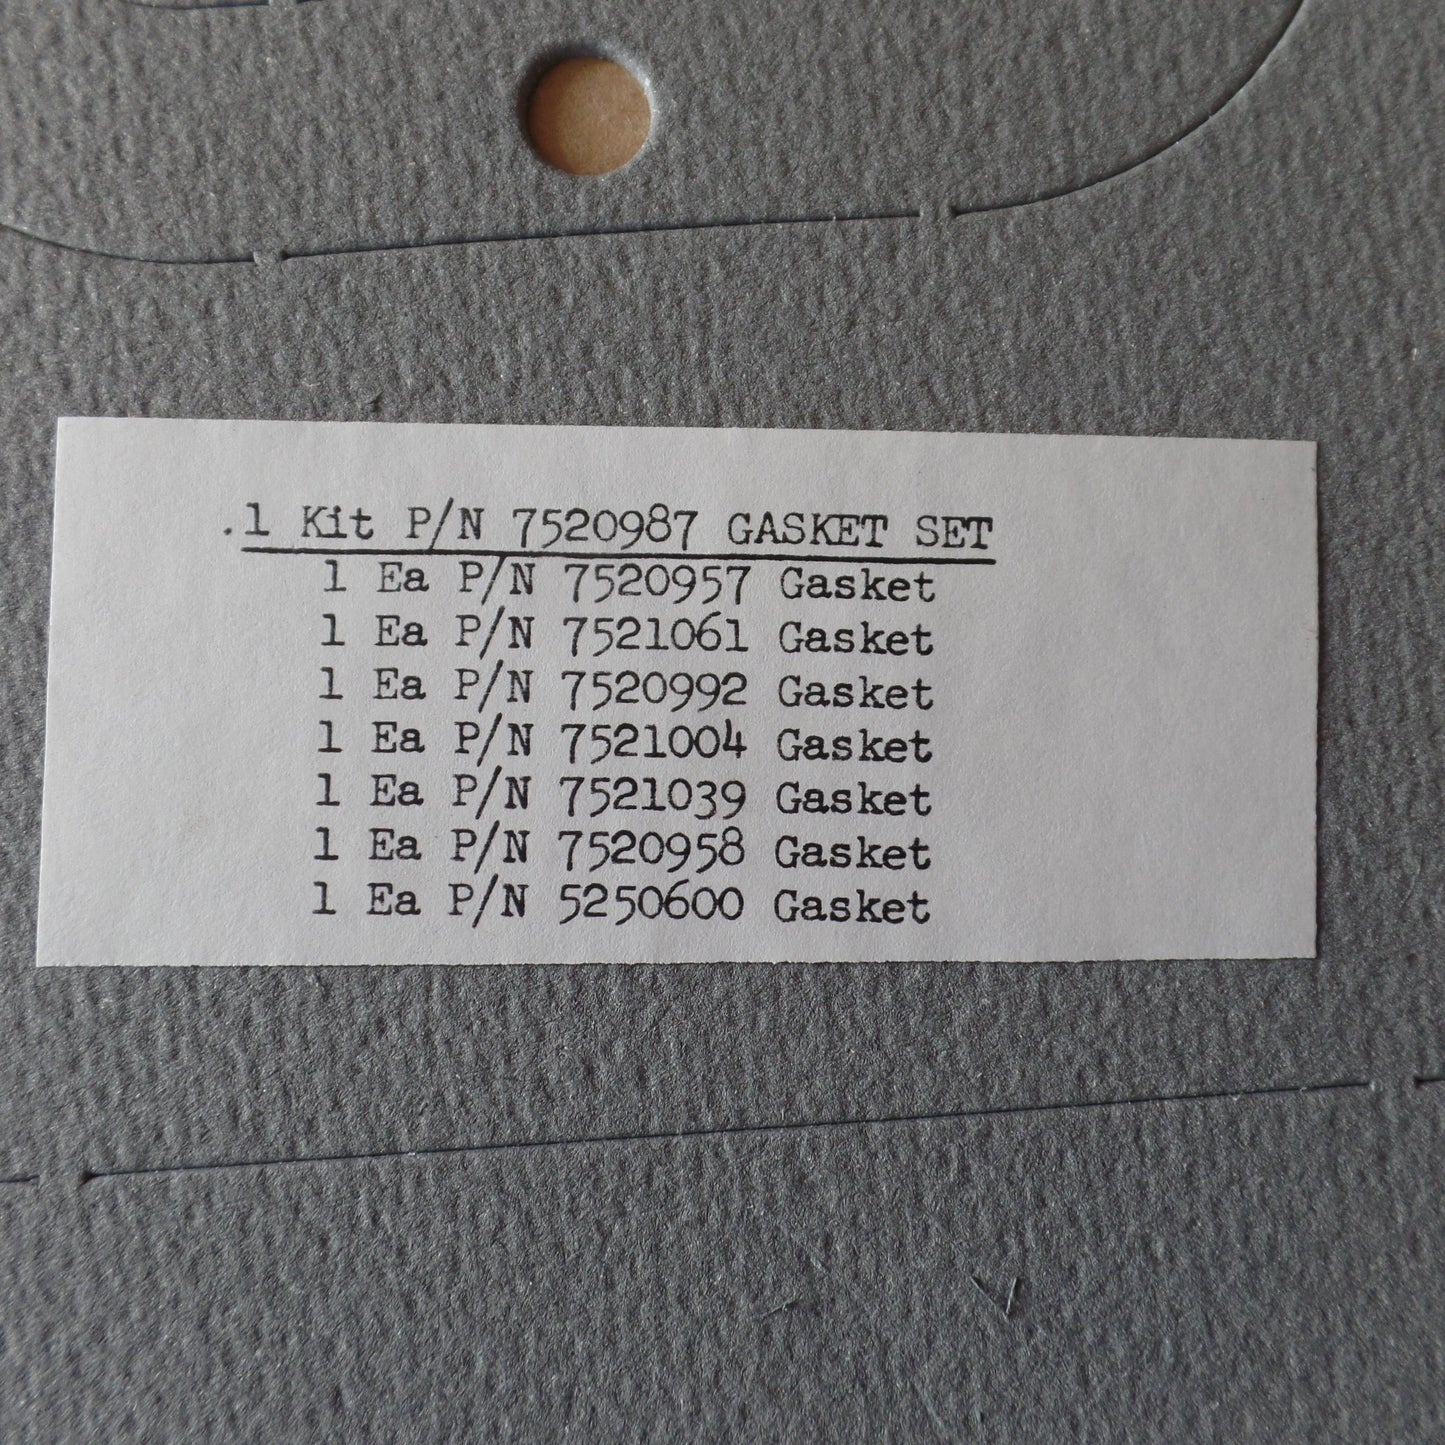 .1 Kit P/N 7520987 GASKET SET
1 Ea P/N 7520957 Gasket
1 Ea P/N 7521061 Gasket
1 Ea P/N 7520992 Gasket
1 Ea P/N 7521004 Gasket
1 Ea P/N 7521039 Gasket
1 Ea P/N 7520958 Gasket
1 Ea P/N 5250600 Gasket